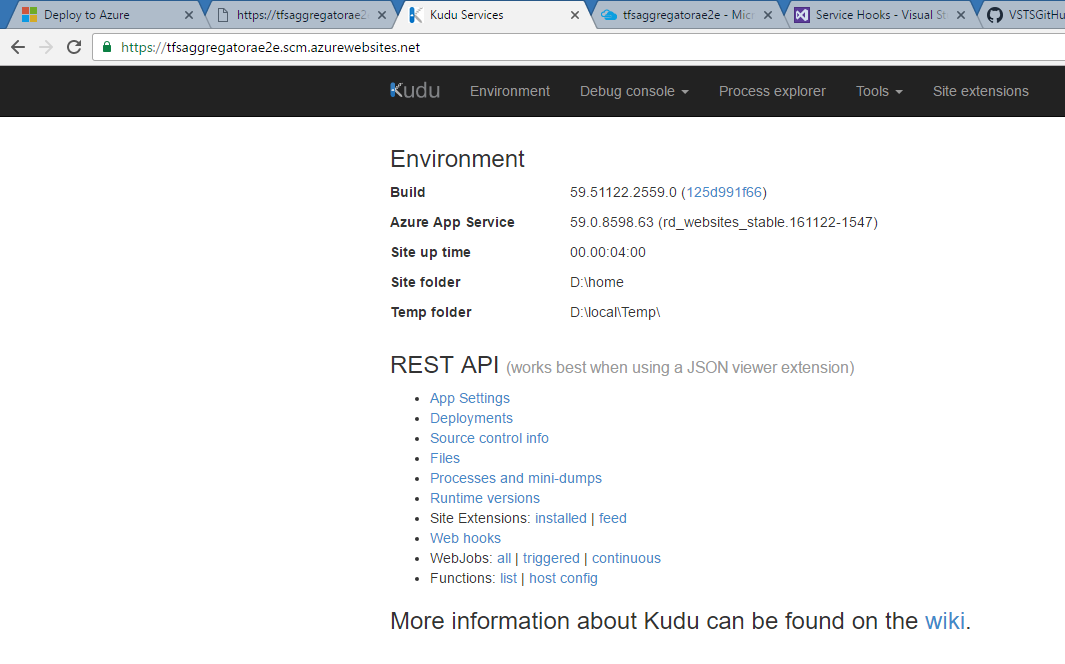 Deploy to Azure
https://tfsaggregatorae2e
Kudu Services
tfsaggregatorae2e - Micr
Service Hooks - Visual St
VSTSGitHu
https://tfsaggregatorae2e.scm.azurewebsites.net
Kudu Environment Debug console Process explorer Tools Site extensions
Environment
Build 59.51122.2559.0 (125d991f66)
Azure App Service 59.0.8598.63 (rd_websites_stable.161122-1547)
Site up time 00.00:04:00
Site folder D:\home
Temp folder D:\local\Temp\
REST API (works best when using a JSON viewer extension)
App Settings
Deployments
Source control info
Files
Processes and mini-dumps
Runtime versions
Site Extensions: installed | feed
Web hooks
WebJobs: all | triggered | continuous
Functions: list | host config
More information about Kudu can be found on the wiki.